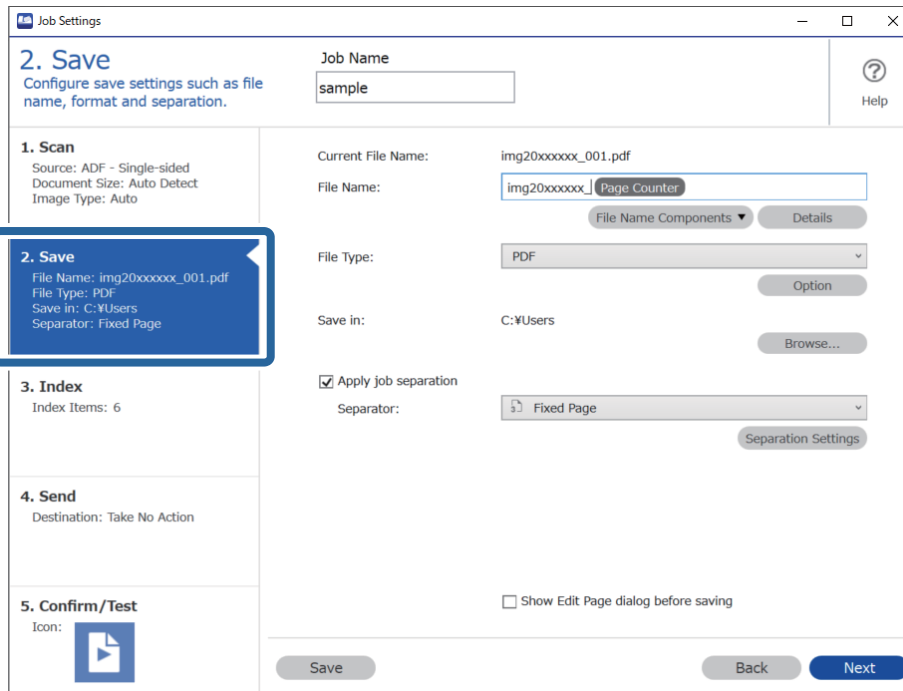 Job Settings
2. Save
Configure save settings such as file
name, format and separation.
Job Name
sample
Help
1. Scan
Source: ADF - Single-sided
Document Size: Auto Detect
Image Type: Auto
2. Save
File Name: img20xxxxxx_001.pdf
File Type: PDF
Save in: C:¥Users
Separator: Fixed Page
3. Index
Index Items: 6
4. Send
Destination: Take No Action
5. Confirm/Test
Icon:
Current File Name: img20xxxxxx_001.pdf
File Name: img20xxxxxx_ Page Counter
File Name Components ▼ Details
File Type: PDF
Option
Save in: C:¥Users
Browse...
Apply job separation
Separator: 3 Fixed Page
Separation Settings
Show Edit Page dialog before saving
Save Back Next